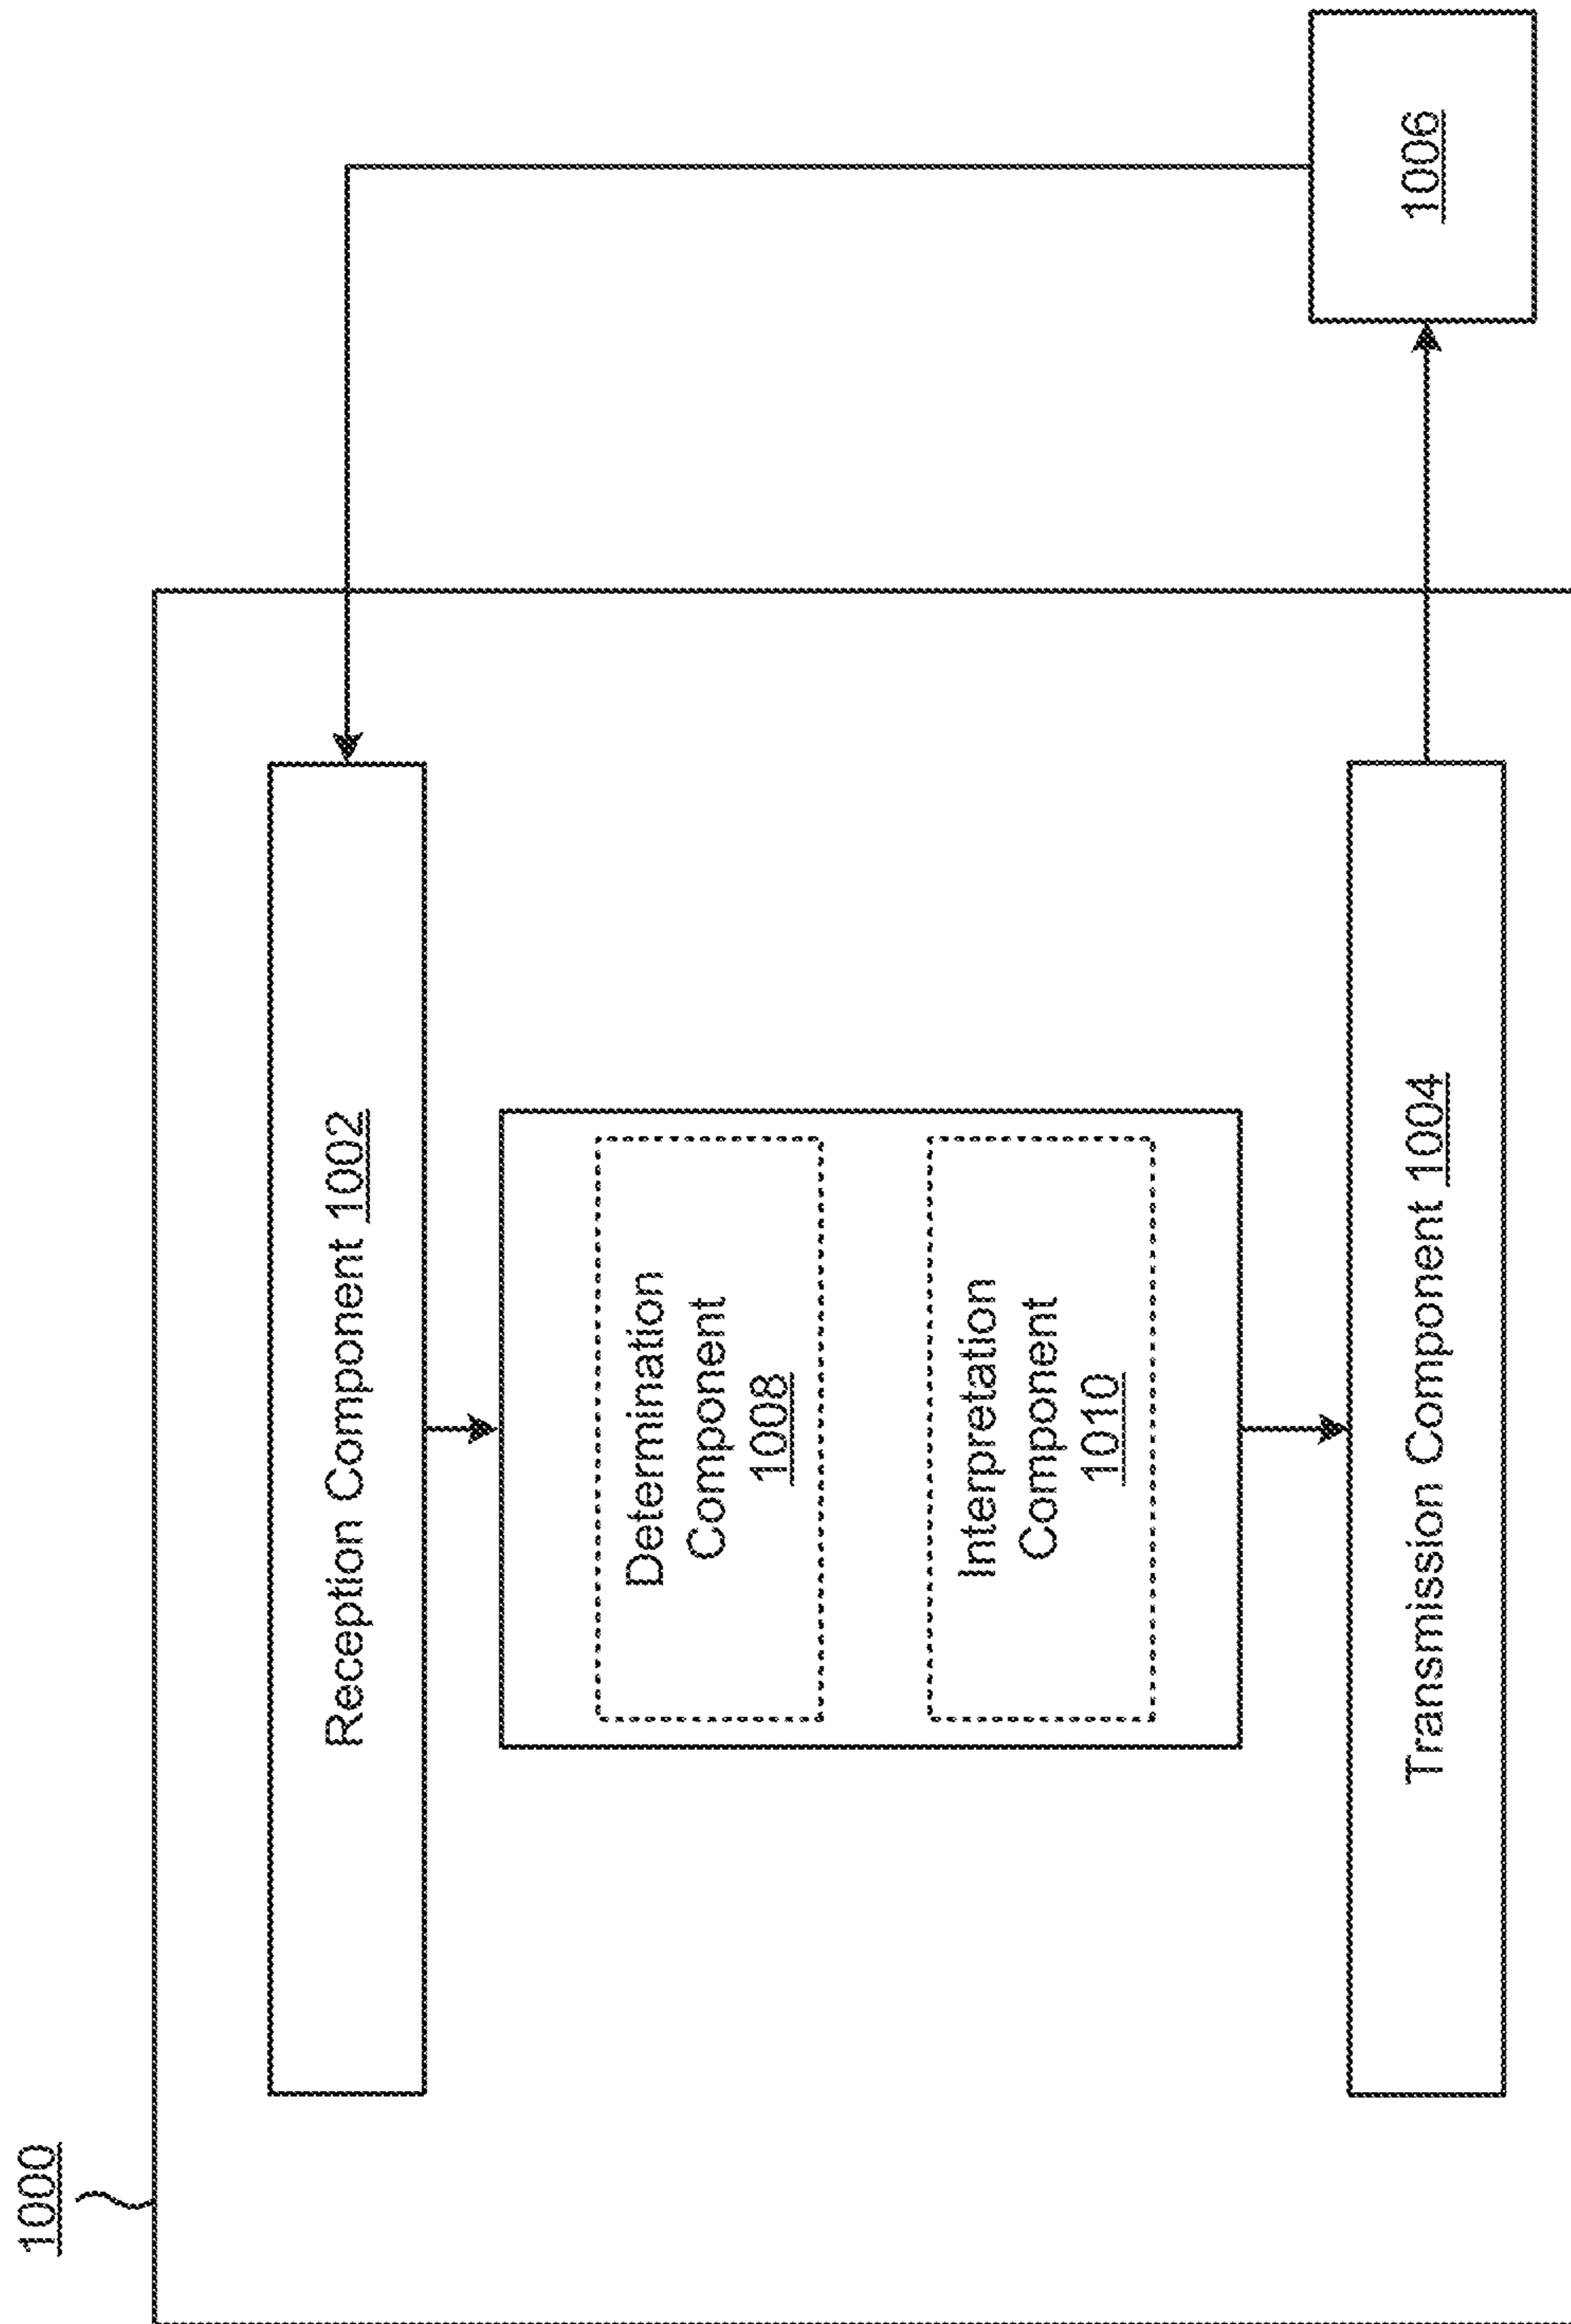 1000
Reception Component 1002
Determination
Component
1008
Interpretation
Component
1010
Transmission Component 1004
1006